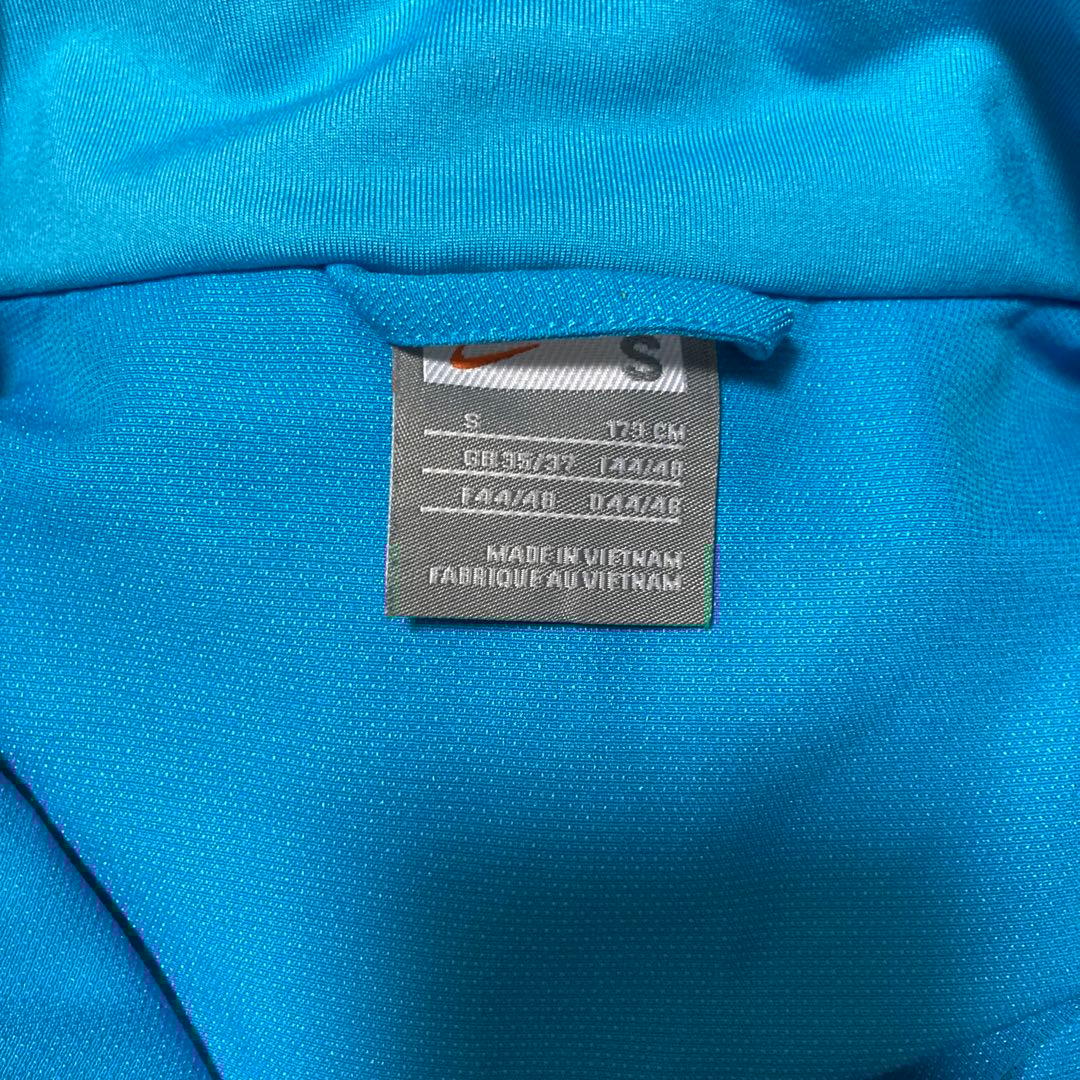 S
S 173 CM
GB 35/37 I 44/46
F 44/46 D 44/46
MADE IN VIETNAM
FABRIQUE AU VIETNAM